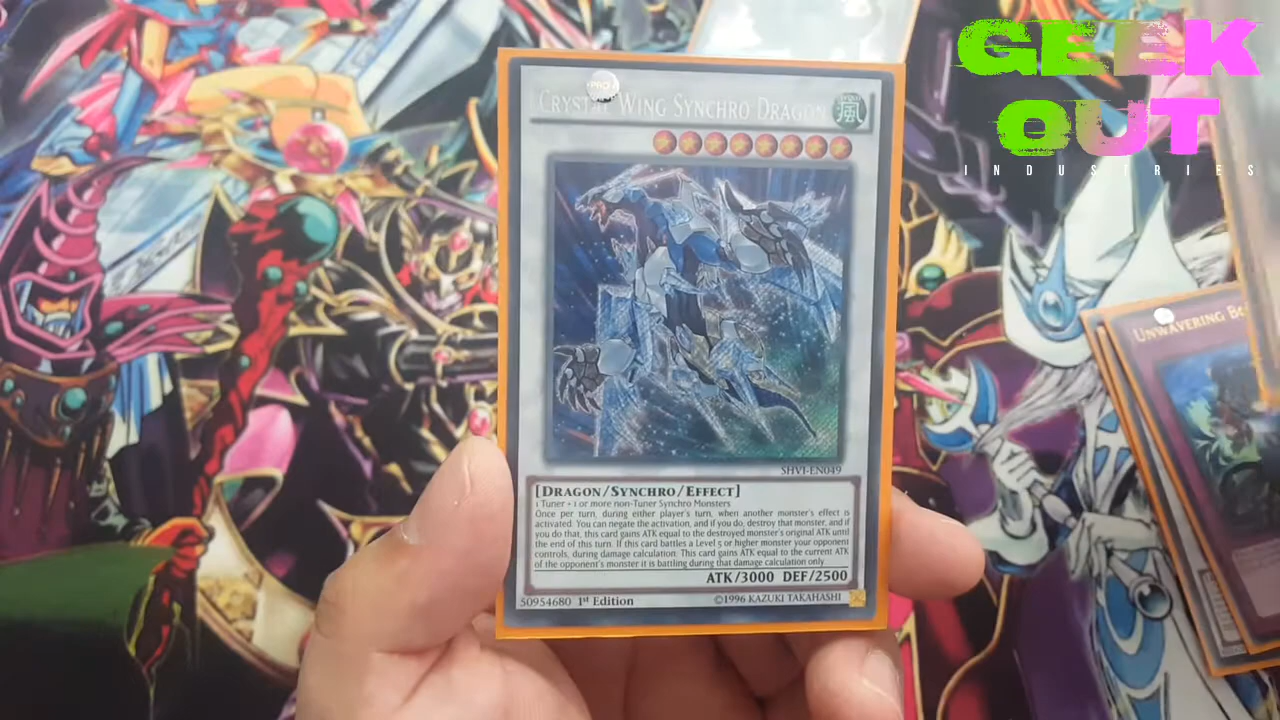 GEEK
OUT
INDUSTRIES
PRO
CRYSTAL WING SYNCHRO DRAGON
風
SHVI-EN049
[DRAGON/SYNCHRO/EFFECT]
1 Tuner + 1 or more non-Tuner Synchro Monsters
Once per turn, during either player's turn, when another monster's effect is
activated: You can negate the activation, and if you do, destroy that monster, and if
you do that, this card gains ATK equal to the destroyed monster's original ATK until
the end of this turn. If this card battles a Level 5 or higher monster your opponent
controls, during damage calculation: This card gains ATK equal to the current ATK
of the opponent's monster it is battling during that damage calculation only.
ATK/3000 DEF/2500
50954680 1st Edition
©1996 KAZUKI TAKAHASHI
UNWAVERING